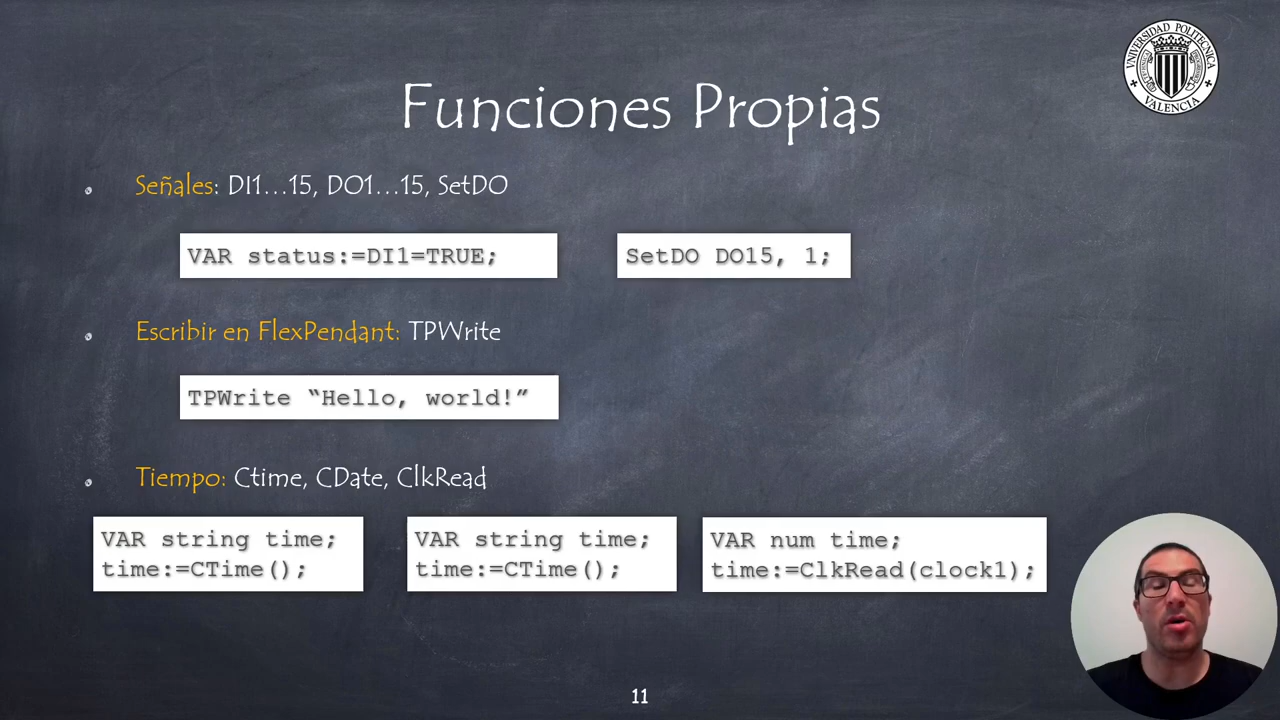 UNIVERSIDAD POLITECNICA
VALENCIA
Funciones Propias
Señales: DI1...15, DO1...15, SetDO
VAR status:=DI1=TRUE;
SetDO DO15, 1;
Escribir en FlexPendant: TPWrite
TPWrite “Hello, world!”
Tiempo: Ctime, CDate, ClkRead
VAR string time;
time:=CTime();
VAR string time;
time:=CTime();
VAR num time;
time:=ClkRead(clock1);
11